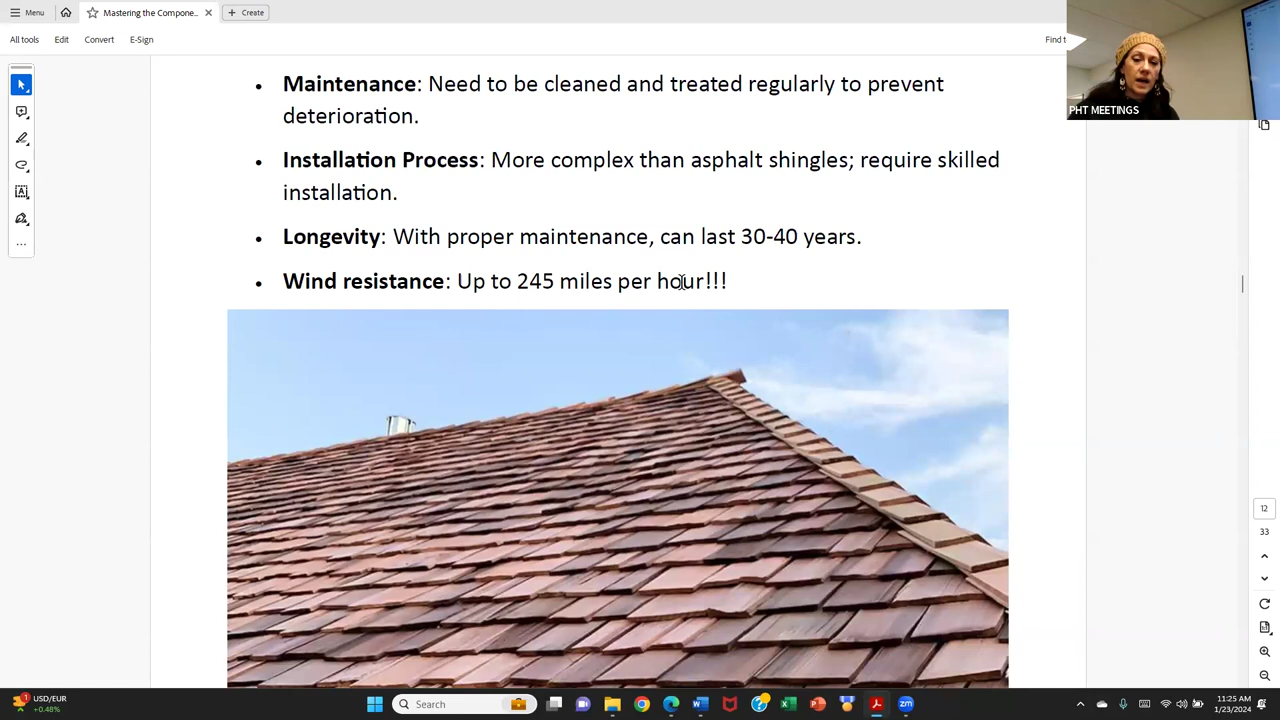 Menu
Mastering the Compone...
Create
All tools
Edit
Convert
E-Sign
Find t
Maintenance: Need to be cleaned and treated regularly to prevent
deterioration.
Installation Process: More complex than asphalt shingles; require skilled
installation.
Longevity: With proper maintenance, can last 30-40 years.
Wind resistance: Up to 245 miles per hour!!!
PHT MEETINGS
12
33
1
USD/EUR
+0.48%
Search
11:25 AM
1/23/2024